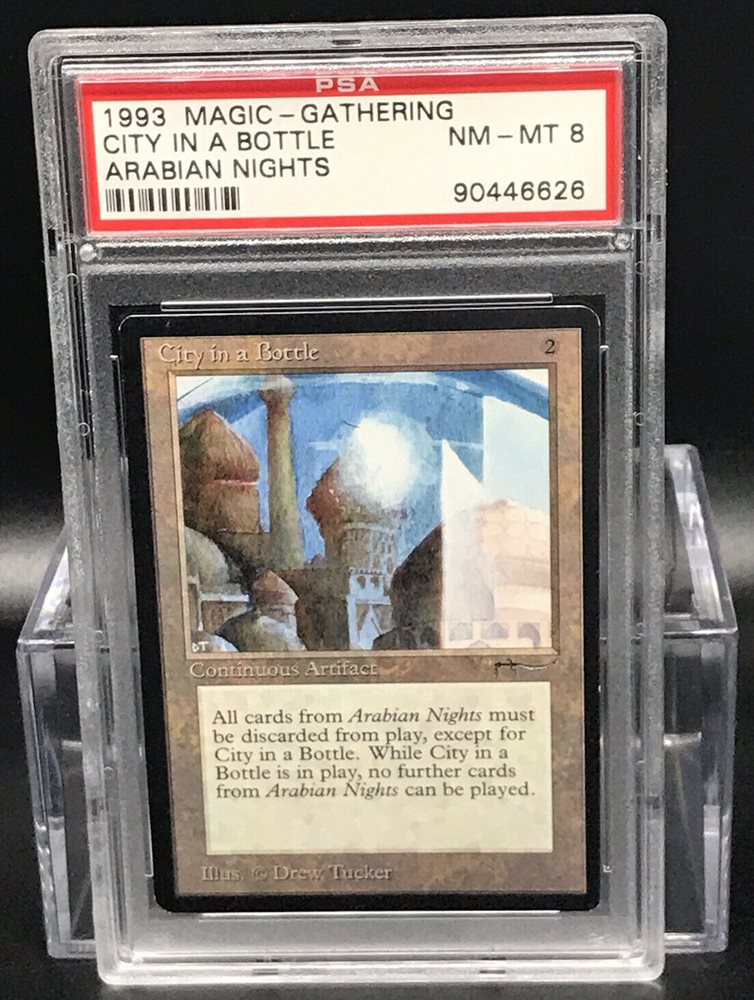 PSA
1993 MAGIC-GATHERING
CITY IN A BOTTLE NM-MT 8
ARABIAN NIGHTS
90446626
City in a Bottle 2
DT
Continuous Artifact
All cards from Arabian Nights must
be discarded from play, except for
City in a Bottle. While City in a
Bottle is in play, no further cards
from Arabian Nights can be played.
Illus. © Drew Tucker